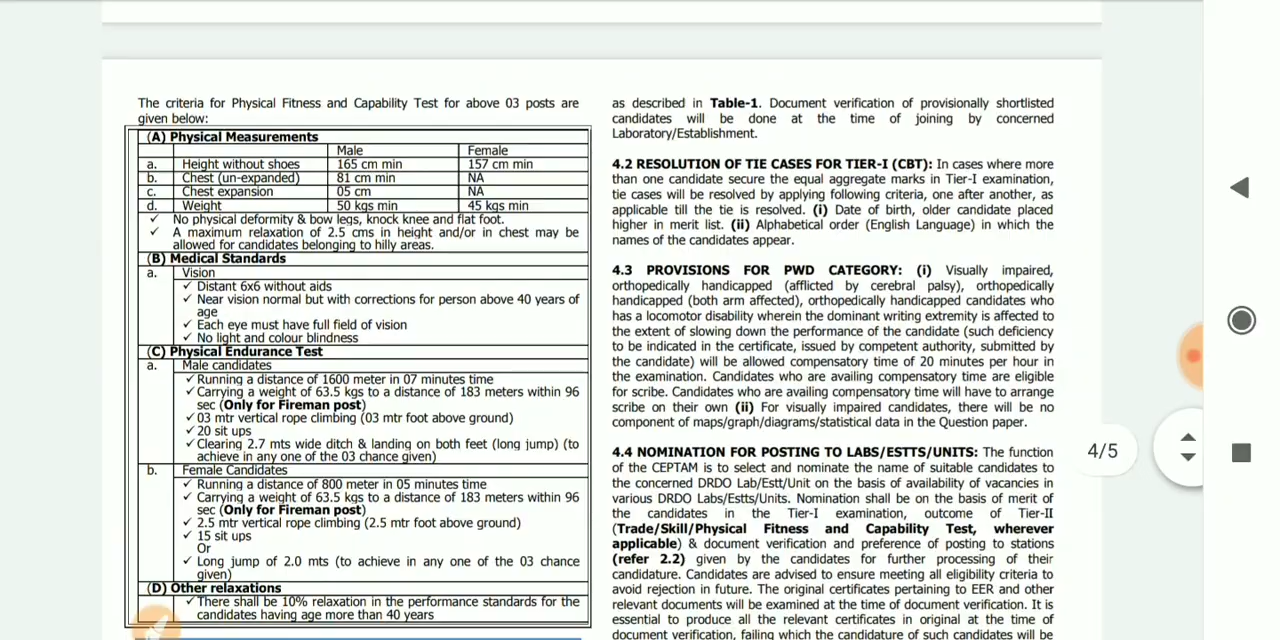 The criteria for Physical Fitness and Capability Test for above 03 posts are
given below:
(A) Physical Measurements
Male Female
a. Height without shoes 165 cm min 157 cm min
b. Chest (un-expanded) 81 cm min NA
c. Chest expansion 05 cm NA
d. Weight 50 kgs min 45 kgs min
✓ No physical deformity & bow legs, knock knee and flat foot.
✓ A maximum relaxation of 2.5 cms in height and/or in chest may be
allowed for candidates belonging to hilly areas.
(B) Medical Standards
a. Vision
✓ Distant 6x6 without aids
✓ Near vision normal but with corrections for person above 40 years of
age
✓ Each eye must have full field of vision
✓ No light and colour blindness
(C) Physical Endurance Test
a. Male candidates
✓ Running a distance of 1600 meter in 07 minutes time
✓ Carrying a weight of 63.5 kgs to a distance of 183 meters within 96
sec (Only for Fireman post)
✓ 03 mtr vertical rope climbing (03 mtr foot above ground)
✓ 20 sit ups
✓ Clearing 2.7 mts wide ditch & landing on both feet (long jump) (to
achieve in any one of the 03 chance given)
b. Female Candidates
✓ Running a distance of 800 meter in 05 minutes time
✓ Carrying a weight of 63.5 kgs to a distance of 183 meters within 96
sec (Only for Fireman post)
✓ 2.5 mtr vertical rope climbing (2.5 mtr foot above ground)
✓ 15 sit ups
Or
✓ Long jump of 2.0 mts (to achieve in any one of the 03 chance
given)
(D) Other relaxations
✓ There shall be 10% relaxation in the performance standards for the
candidates having age more than 40 years
as described in Table-1. Document verification of provisionally shortlisted
candidates will be done at the time of joining by concerned
Laboratory/Establishment.
4.2 RESOLUTION OF TIE CASES FOR TIER-I (CBT): In cases where more
than one candidate secure the equal aggregate marks in Tier-I examination,
tie cases will be resolved by applying following criteria, one after another, as
applicable till the tie is resolved. (i) Date of birth, older candidate placed
higher in merit list. (ii) Alphabetical order (English Language) in which the
names of the candidates appear.
4.3 PROVISIONS FOR PWD CATEGORY: (i) Visually impaired,
orthopedically handicapped (afflicted by cerebral palsy), orthopedically
handicapped (both arm affected), orthopedically handicapped candidates who
has a locomotor disability wherein the dominant writing extremity is affected to
the extent of slowing down the performance of the candidate (such deficiency
to be indicated in the certificate, issued by competent authority, submitted by
the candidate) will be allowed compensatory time of 20 minutes per hour in
the examination. Candidates who are availing compensatory time are eligible
for scribe. Candidates who are availing compensatory time will have to arrange
scribe on their own (ii) For visually impaired candidates, there will be no
component of maps/graph/diagrams/statistical data in the Question paper.
4.4 NOMINATION FOR POSTING TO LABS/ESTTS/UNITS: The function
of the CEPTAM is to select and nominate the name of suitable candidates to
the concerned DRDO Lab/Estt/Unit on the basis of availability of vacancies in
various DRDO Labs/Estts/Units. Nomination shall be on the basis of merit of
the candidates in the Tier-I examination, outcome of Tier-II
(Trade/Skill/Physical Fitness and Capability Test, wherever
applicable) & document verification and preference of posting to stations
(refer 2.2) given by the candidates for further processing of their
candidature. Candidates are advised to ensure meeting all eligibility criteria to
avoid rejection in future. The original certificates pertaining to EER and other
relevant documents will be examined at the time of document verification. It is
essential to produce all the relevant certificates in original at the time of
document verification, failing which the candidature of such candidates will be
4/5